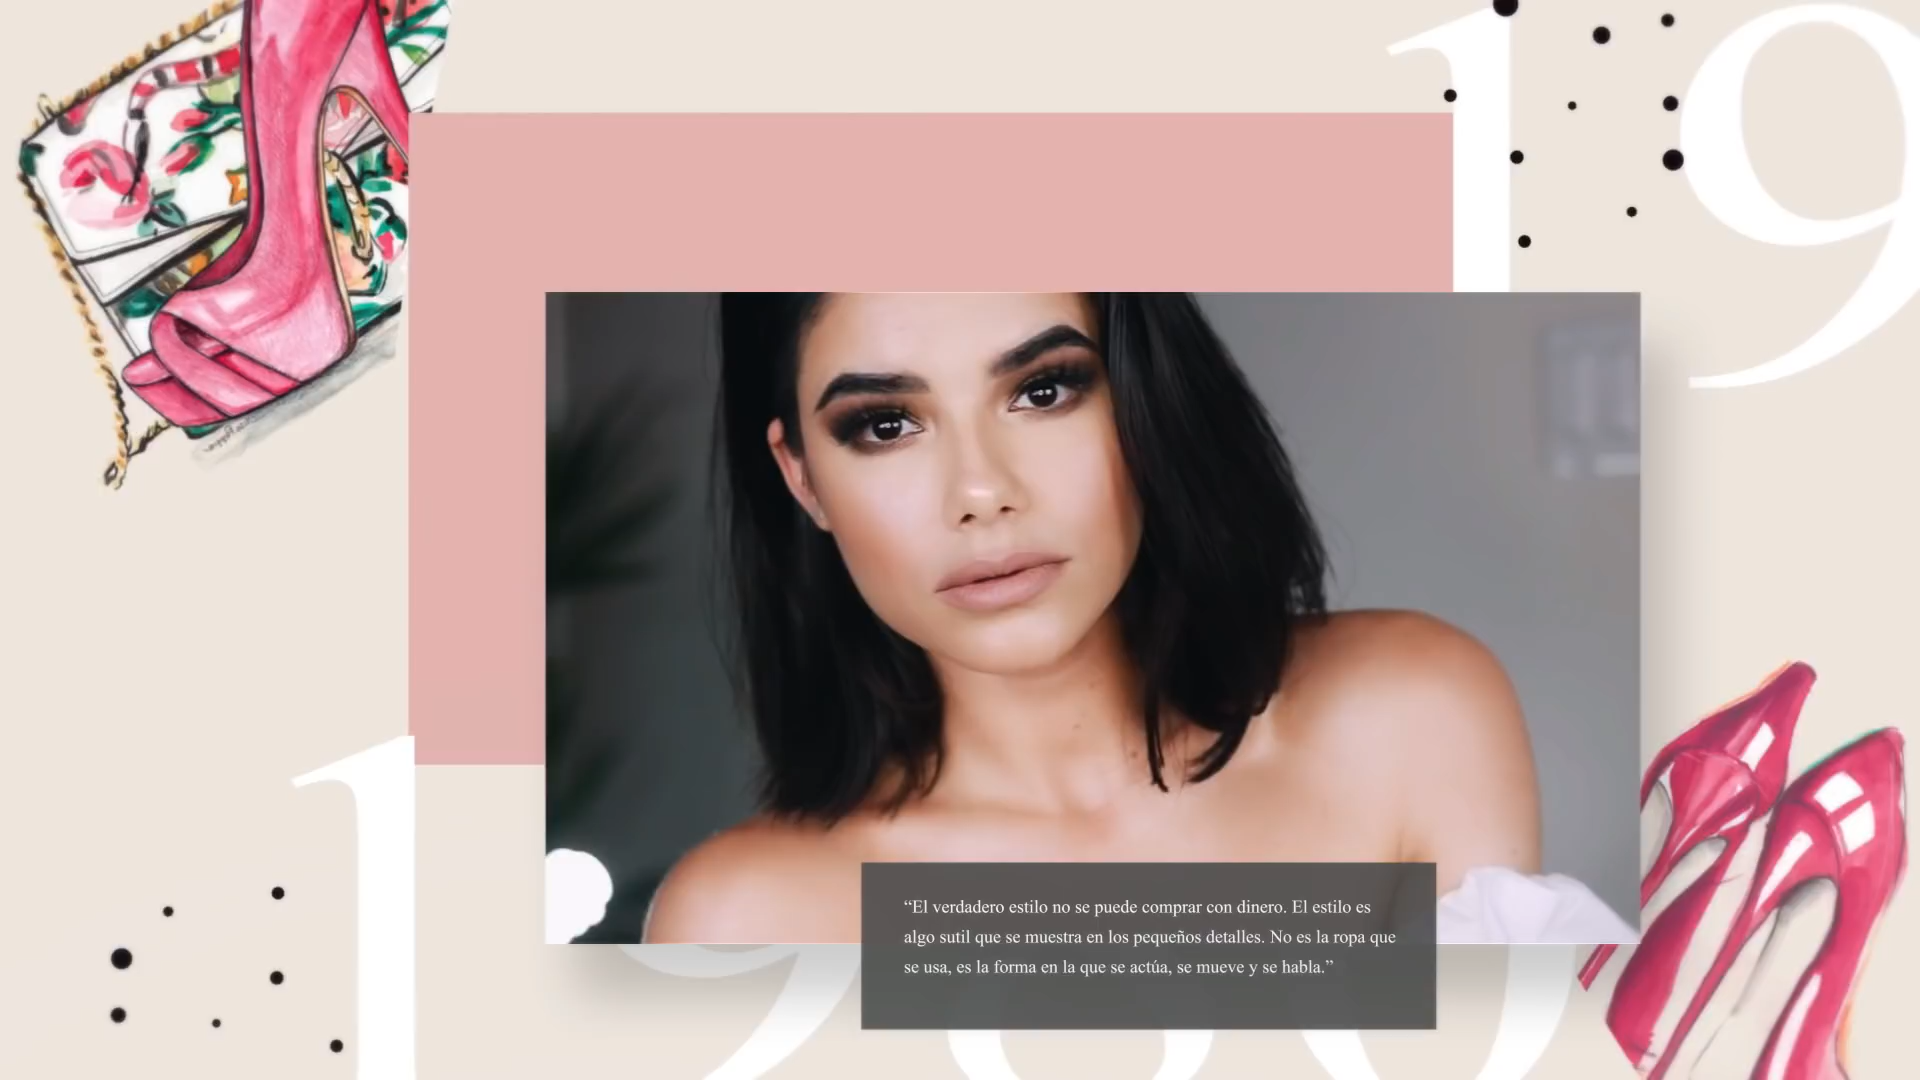 19
“El verdadero estilo no se puede comprar con dinero. El estilo es
algo sutil que se muestra en los pequeños detalles. No es la ropa que
se usa, es la forma en la que se actúa, se mueve y se habla.”